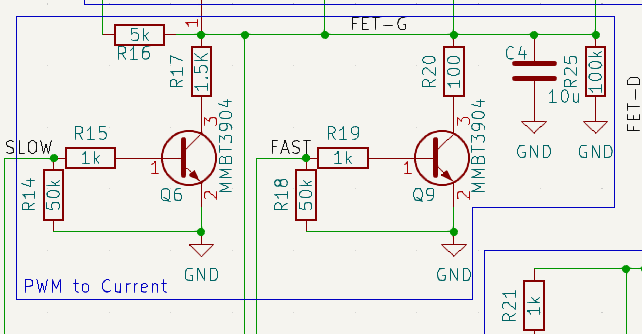 1
FET-G
5k
R16
R17
1.5K
R20
100
C4
10u
R25
100k
FET-D
3
MMBT3904
3
MMBT3904
SLOW
R15
1k
1
FAST
R19
1k
1
GND
GND
R14
50k
Q6
2
R18
50k
Q9
2
GND
GND
PWM to Current
R21
1k